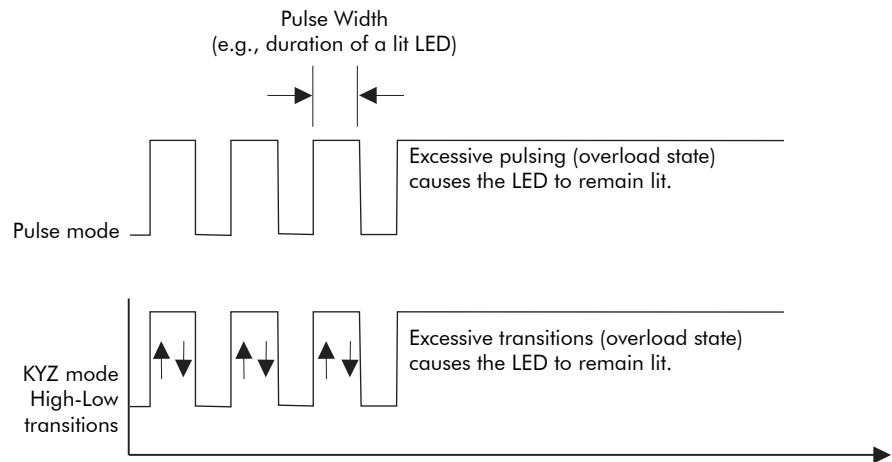 Pulse Width
(e.g., duration of a lit LED)
Excessive pulsing (overload state)
causes the LED to remain lit.
Pulse mode
Excessive transitions (overload state)
causes the LED to remain lit.
KYZ mode
High-Low
transitions